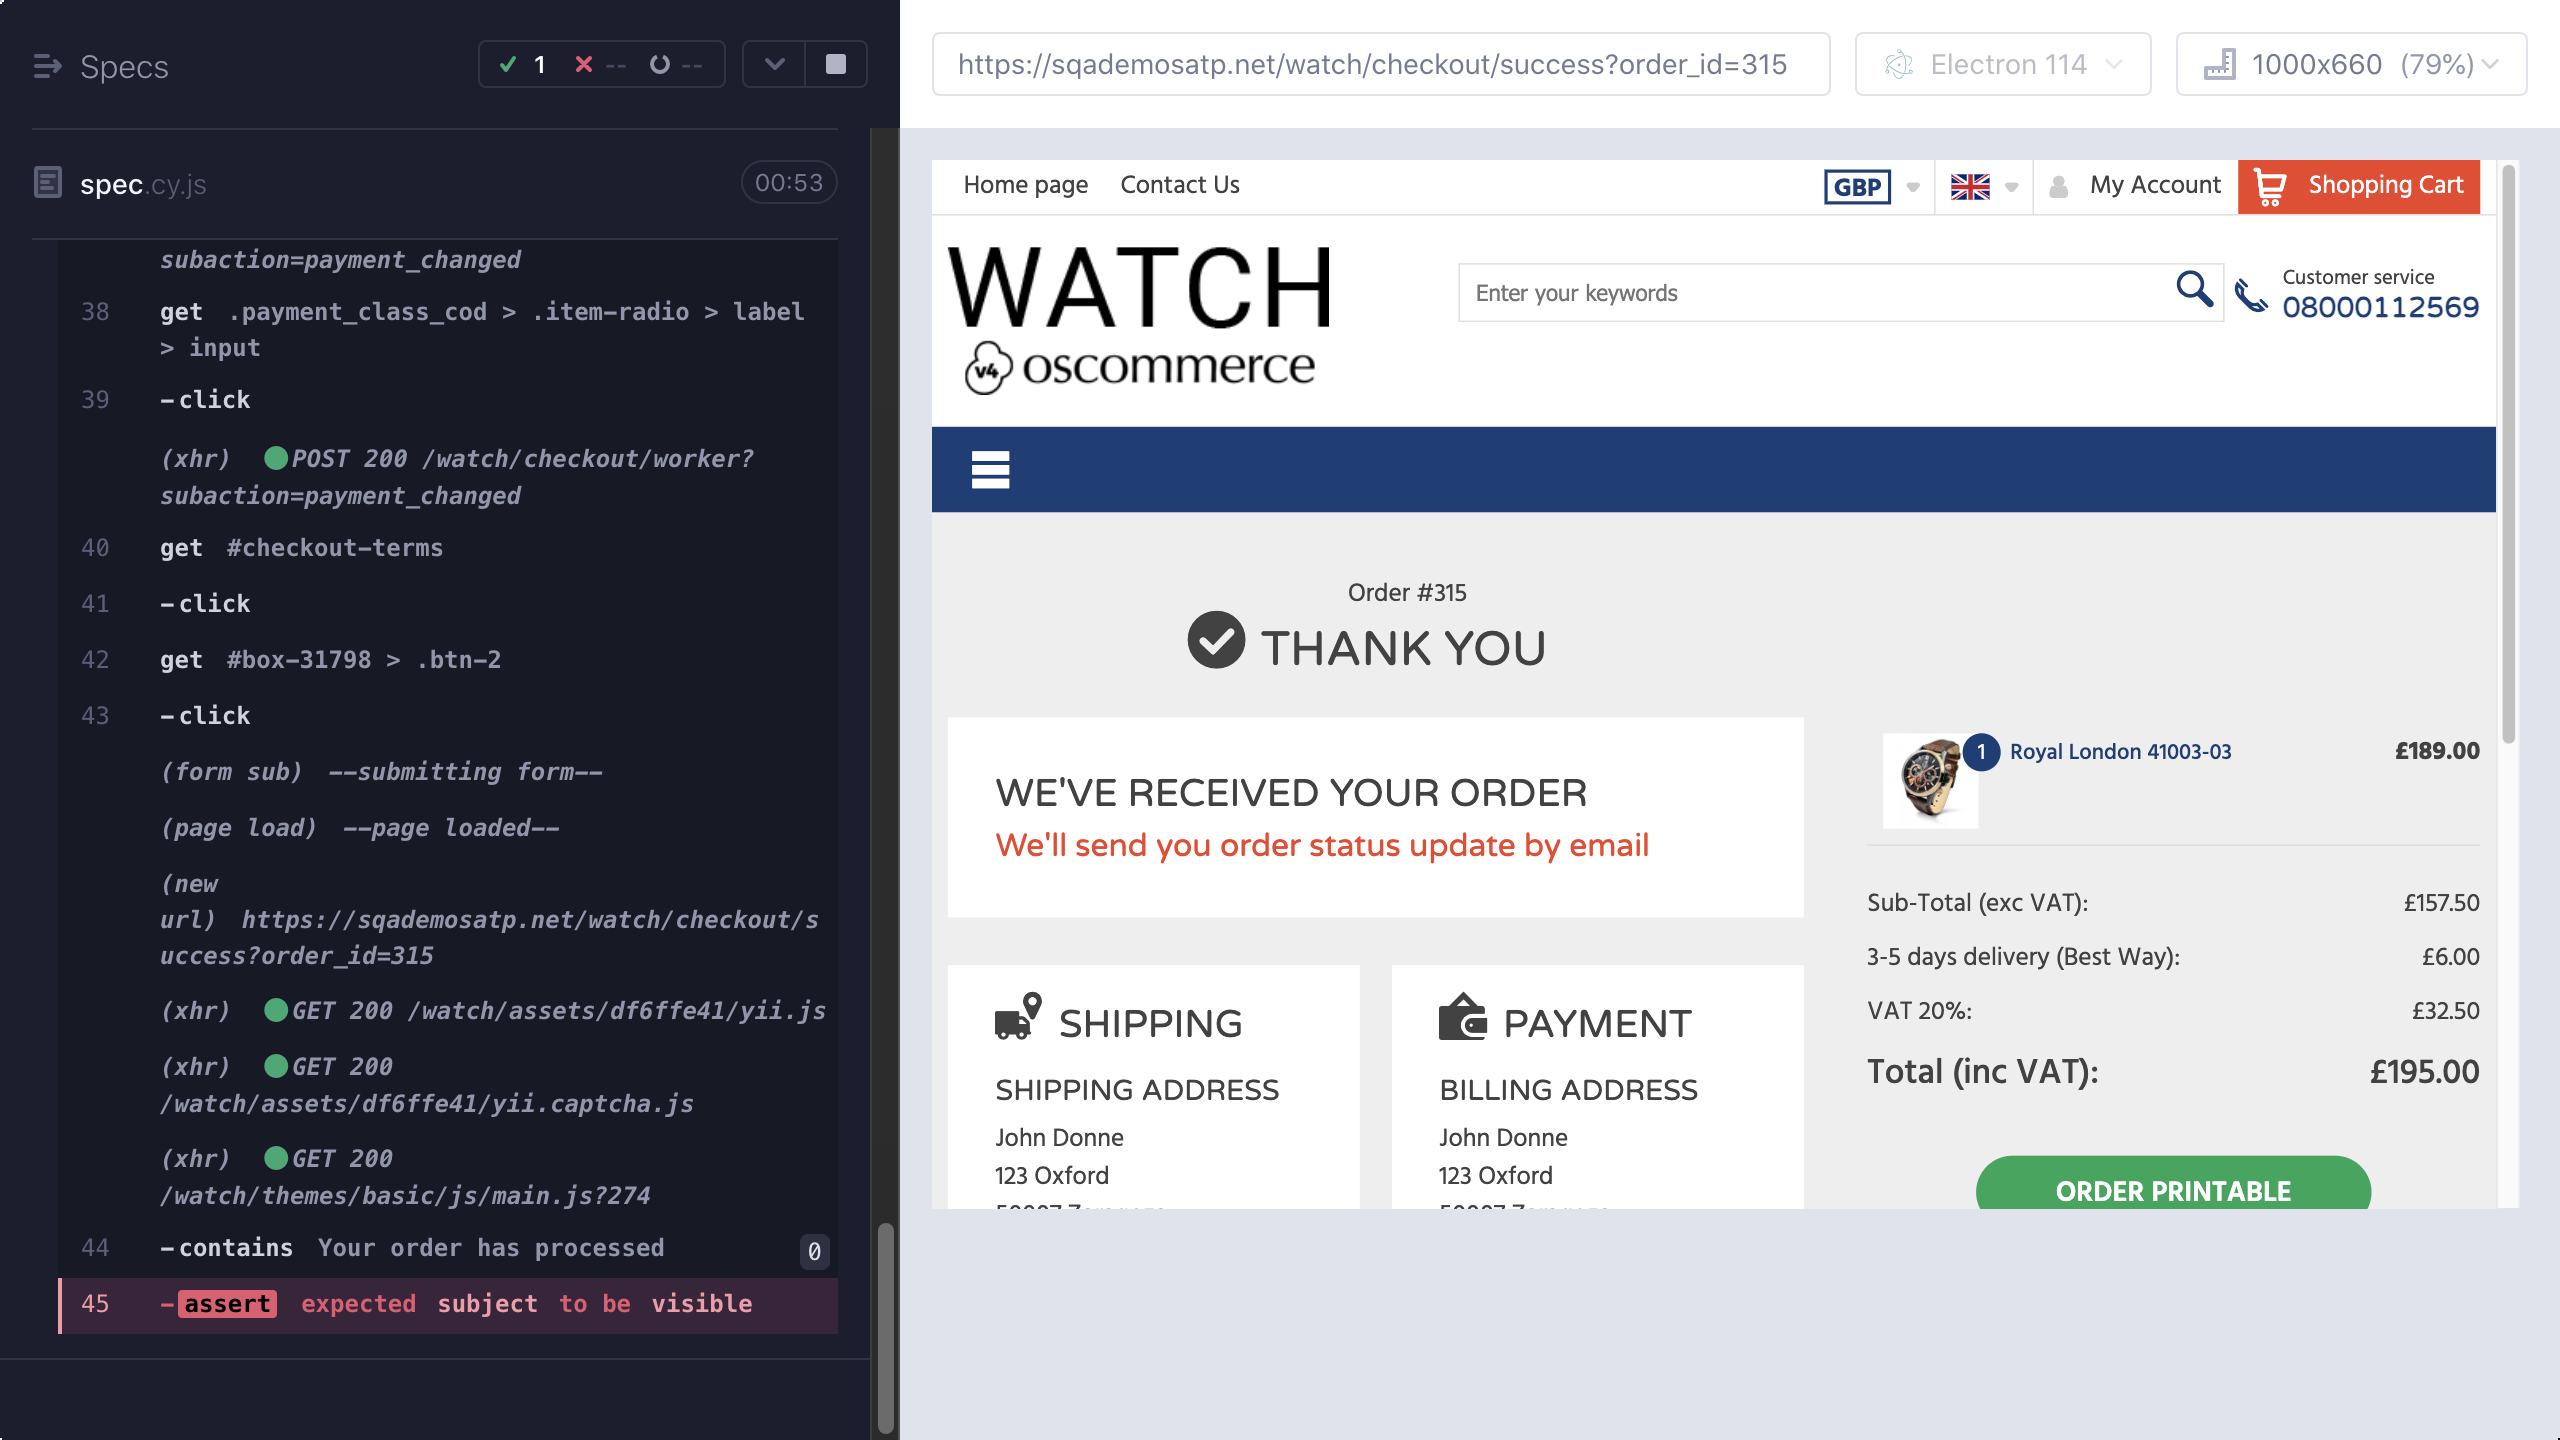 Specs
1
--
--
spec.cy.js
00:53
subaction=payment_changed
38 get .payment_class_cod > .item-radio > label
> input
39 -click
(xhr) POST 200 /watch/checkout/worker?
subaction=payment_changed
40 get #checkout-terms
41 -click
42 get #box-31798 > .btn-2
43 -click
(form sub) --submitting form--
(page load) --page loaded--
(new
url) https://sqademosatp.net/watch/checkout/s
uccess?order_id=315
(xhr) GET 200 /watch/assets/df6ffe41/yii.js
(xhr) GET 200
/watch/assets/df6ffe41/yii.captcha.js
(xhr) GET 200
/watch/themes/basic/js/main.js?274
44 -contains Your order has processed 0
45 -assert expected subject to be visible
https://sqademosatp.net/watch/checkout/success?order_id=315
Electron 114
1000x660 (79%)
Home page
Contact Us
GBP
My Account
Shopping Cart
WATCH
v4 oscommerce
Enter your keywords
Customer service
08000112569
Order #315
THANK YOU
WE'VE RECEIVED YOUR ORDER
We'll send you order status update by email
SHIPPING
SHIPPING ADDRESS
John Donne
123 Oxford
PAYMENT
BILLING ADDRESS
John Donne
123 Oxford
1 Royal London 41003-03 £189.00
Sub-Total (exc VAT): £157.50
3-5 days delivery (Best Way): £6.00
VAT 20%: £32.50
Total (inc VAT): £195.00
ORDER PRINTABLE